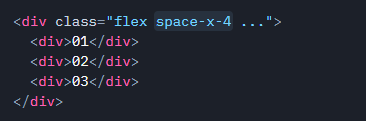 <div class="flex space-x-4 ...">
  <div>01</div>
  <div>02</div>
  <div>03</div>
</div>